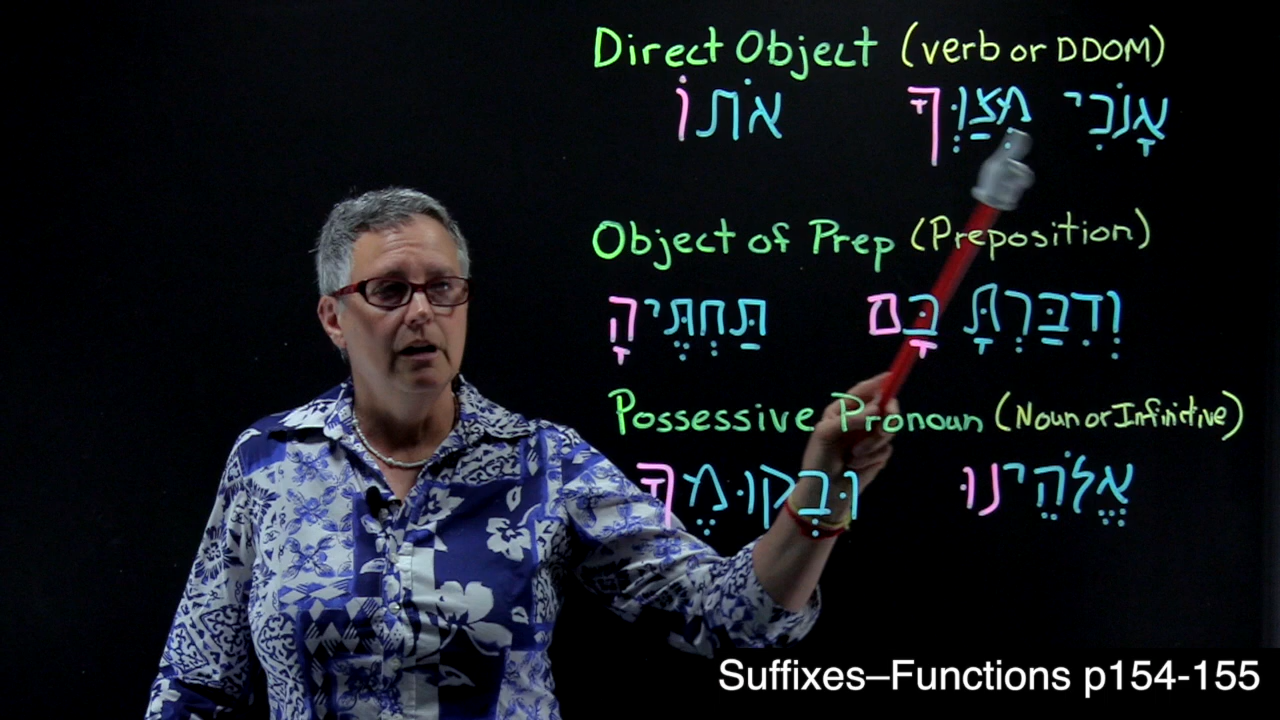 Direct Object (verb or DDOM)
אָנֹכִי מְצַוְּךָ אֹתוֹ
Object of Prep (Preposition)
וְדִבַּרְתָּ בָּם תַּחְתֶּיהָ
Possessive Pronoun (Noun or Infinitive)
אֱלֹהֵינוּ וּבְקוּמֶךָ
Suffixes–Functions p154-155